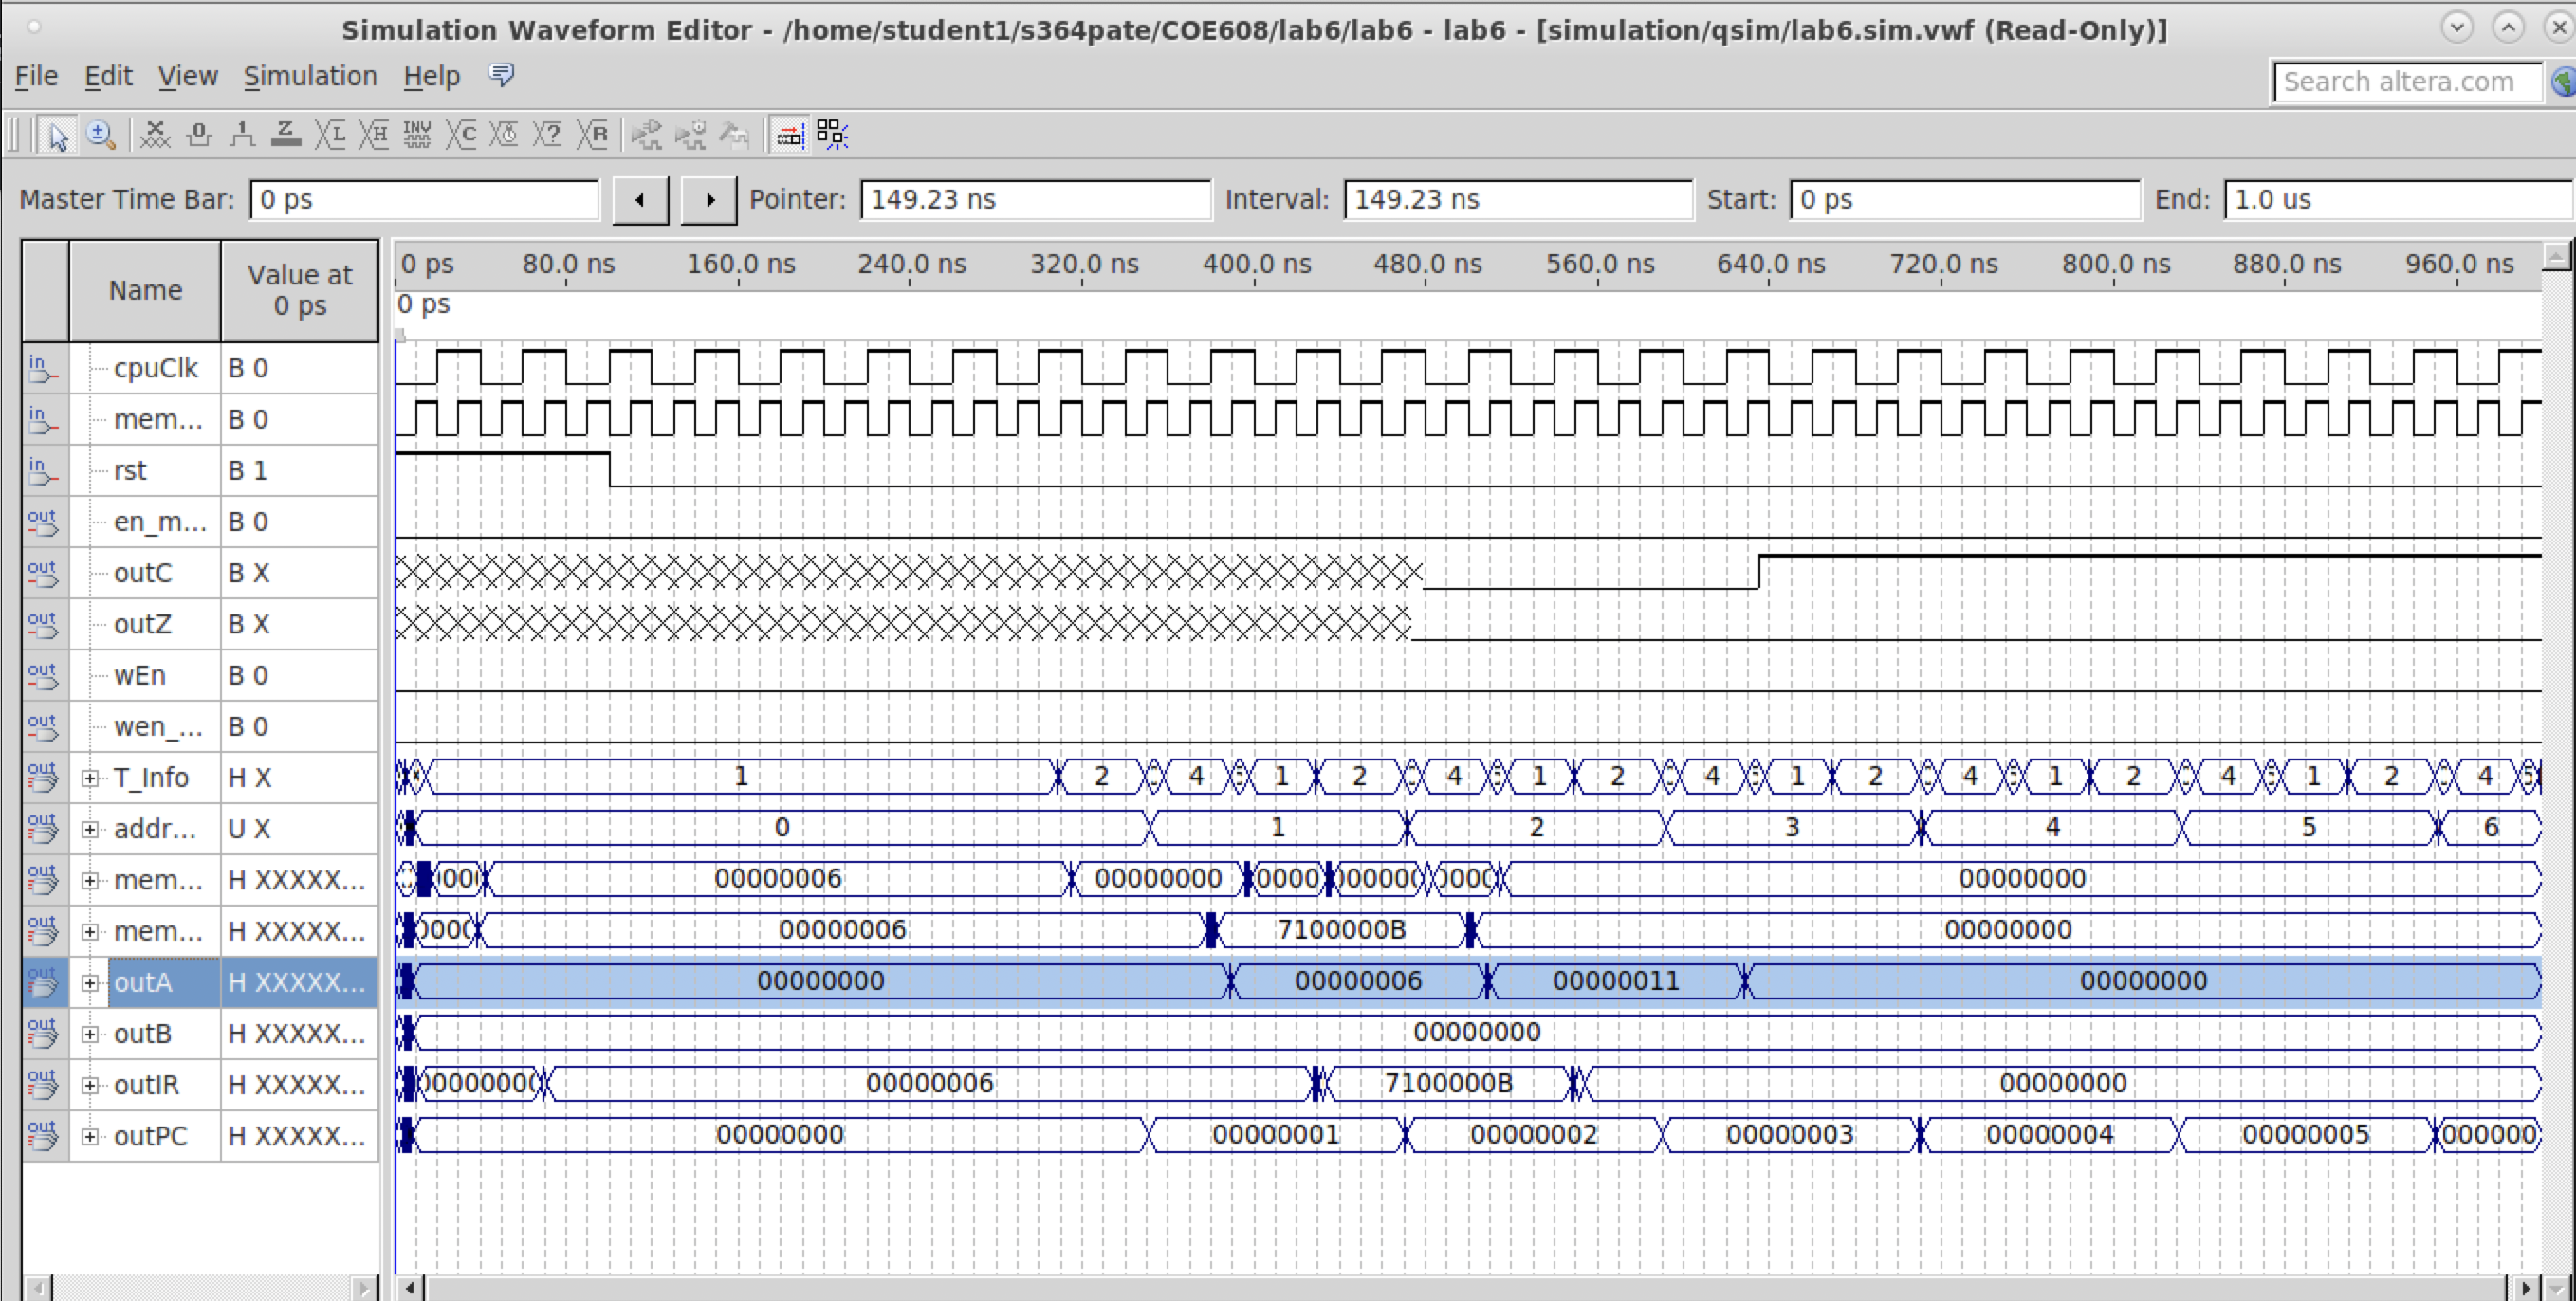 Simulation Waveform Editor - /home/student1/s364pate/COE608/lab6/lab6 - lab6 - [simulation/qsim/lab6.sim.vwf (Read-Only)]
File Edit View Simulation Help
Search altera.com
Master Time Bar: 0 ps Pointer: 149.23 ns Interval: 149.23 ns Start: 0 ps End: 1.0 us
Name Value at 0 ps
0 ps 80.0 ns 160.0 ns 240.0 ns 320.0 ns 400.0 ns 480.0 ns 560.0 ns 640.0 ns 720.0 ns 800.0 ns 880.0 ns 960.0 ns
0 ps
in cpuClk B 0
in mem... B 0
in rst B 1
out en_m... B 0
out outC B X
out outZ B X
out wEn B 0
out wen_... B 0
out T_Info H X 1 2 4 1 2 4 1 2 4 1 2 4 1 2 4 1 2 4
out addr... U X 0 1 2 3 4 5 6
out mem... H XXXXX... 00000006 00000000 00000000
out mem... H XXXXX... 00000006 7100000B 00000000
out outA H XXXXX... 00000000 00000006 00000011 00000000
out outB H XXXXX... 00000000
out outIR H XXXXX... 00000006 7100000B 00000000
out outPC H XXXXX... 00000000 00000001 00000002 00000003 00000004 00000005 000000